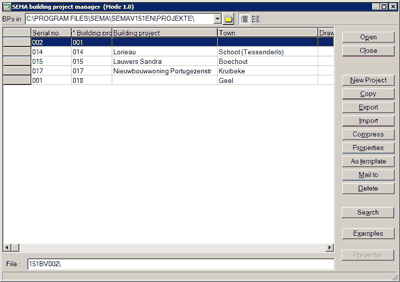 SEMA building project manager (Mode 1.0)
BPs in C:\PROGRAM FILES\SEMA\SEMAV151EN\PROJEKTE\
Serial no. * Building pro Building project Town Draw
002 001
014 014 Lorieau Schoot (Tessenderlo)
015 015 Lauwers Sandra Boechout
017 017 Nieuwbouwwoning Portugezenstr Kruibeke
001 018 Geel
Open
Close
New Project
Copy
Export
Import
Compress
Properties
As template
Mail to
Delete
Search
Examples
Presenter
File : 151BV002\